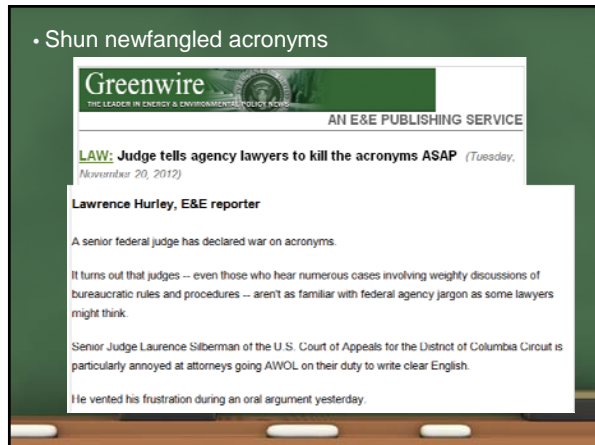 • Shun newfangled acronyms
Greenwire
THE LEADER IN ENERGY & ENVIRONMENTAL POLICY NEWS
AN E&E PUBLISHING SERVICE
LAW: Judge tells agency lawyers to kill the acronyms ASAP (Tuesday,
November 20, 2012)
Lawrence Hurley, E&E reporter
A senior federal judge has declared war on acronyms.
It turns out that judges -- even those who hear numerous cases involving weighty discussions of
bureaucratic rules and procedures -- aren't as familiar with federal agency jargon as some lawyers
might think.
Senior Judge Laurence Silberman of the U.S. Court of Appeals for the District of Columbia Circuit is
particularly annoyed at attorneys going AWOL on their duty to write clear English.
He vented his frustration during an oral argument yesterday.